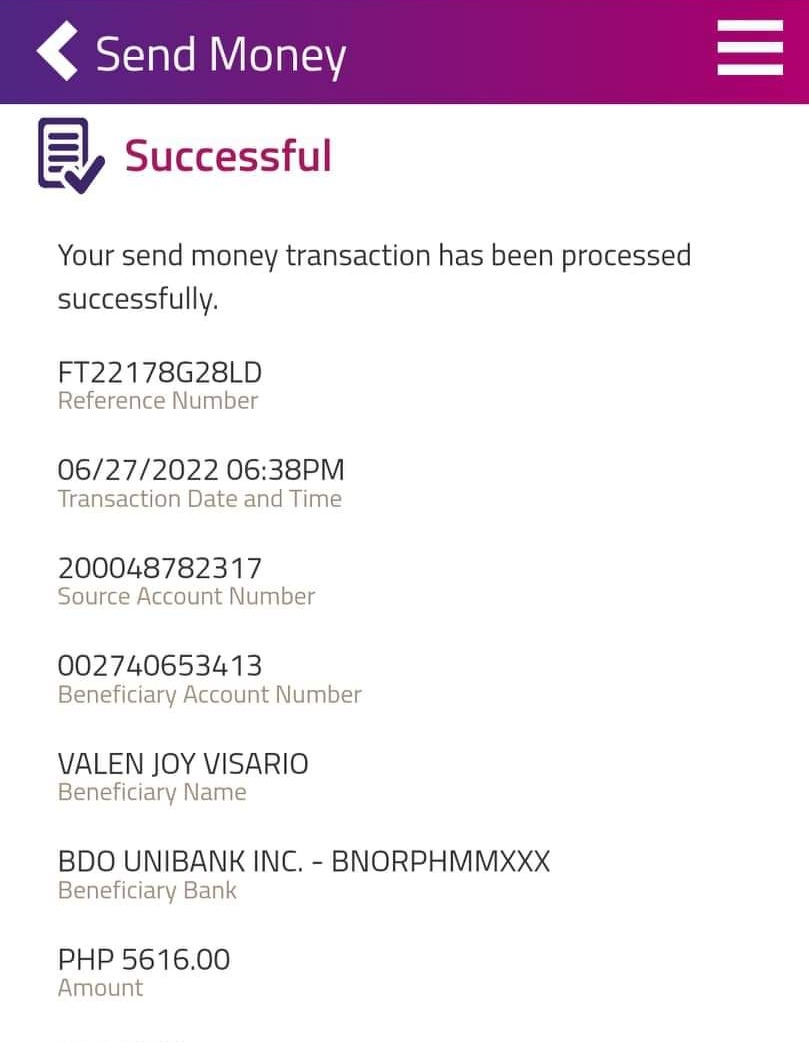 Send Money
Successful
Your send money transaction has been processed
successfully.
FT22178G28LD
Reference Number
06/27/2022 06:38PM
Transaction Date and Time
200048782317
Source Account Number
002740653413
Beneficiary Account Number
VALEN JOY VISARIO
Beneficiary Name
BDO UNIBANK INC. - BNORPHMMXXX
Beneficiary Bank
PHP 5616.00
Amount